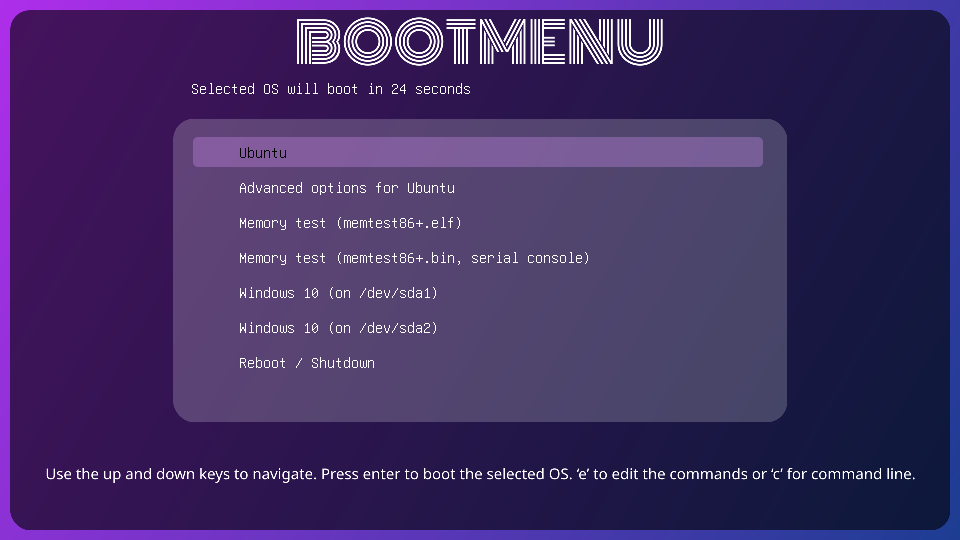 BOOTMENU
Selected OS will boot in 24 seconds
Ubuntu
Advanced options for Ubuntu
Memory test (memtest86+.elf)
Memory test (memtest86+.bin, serial console)
Windows 10 (on /dev/sda1)
Windows 10 (on /dev/sda2)
Reboot / Shutdown
Use the up and down keys to navigate. Press enter to boot the selected OS. ‘e’ to edit the commands or ‘c’ for command line.